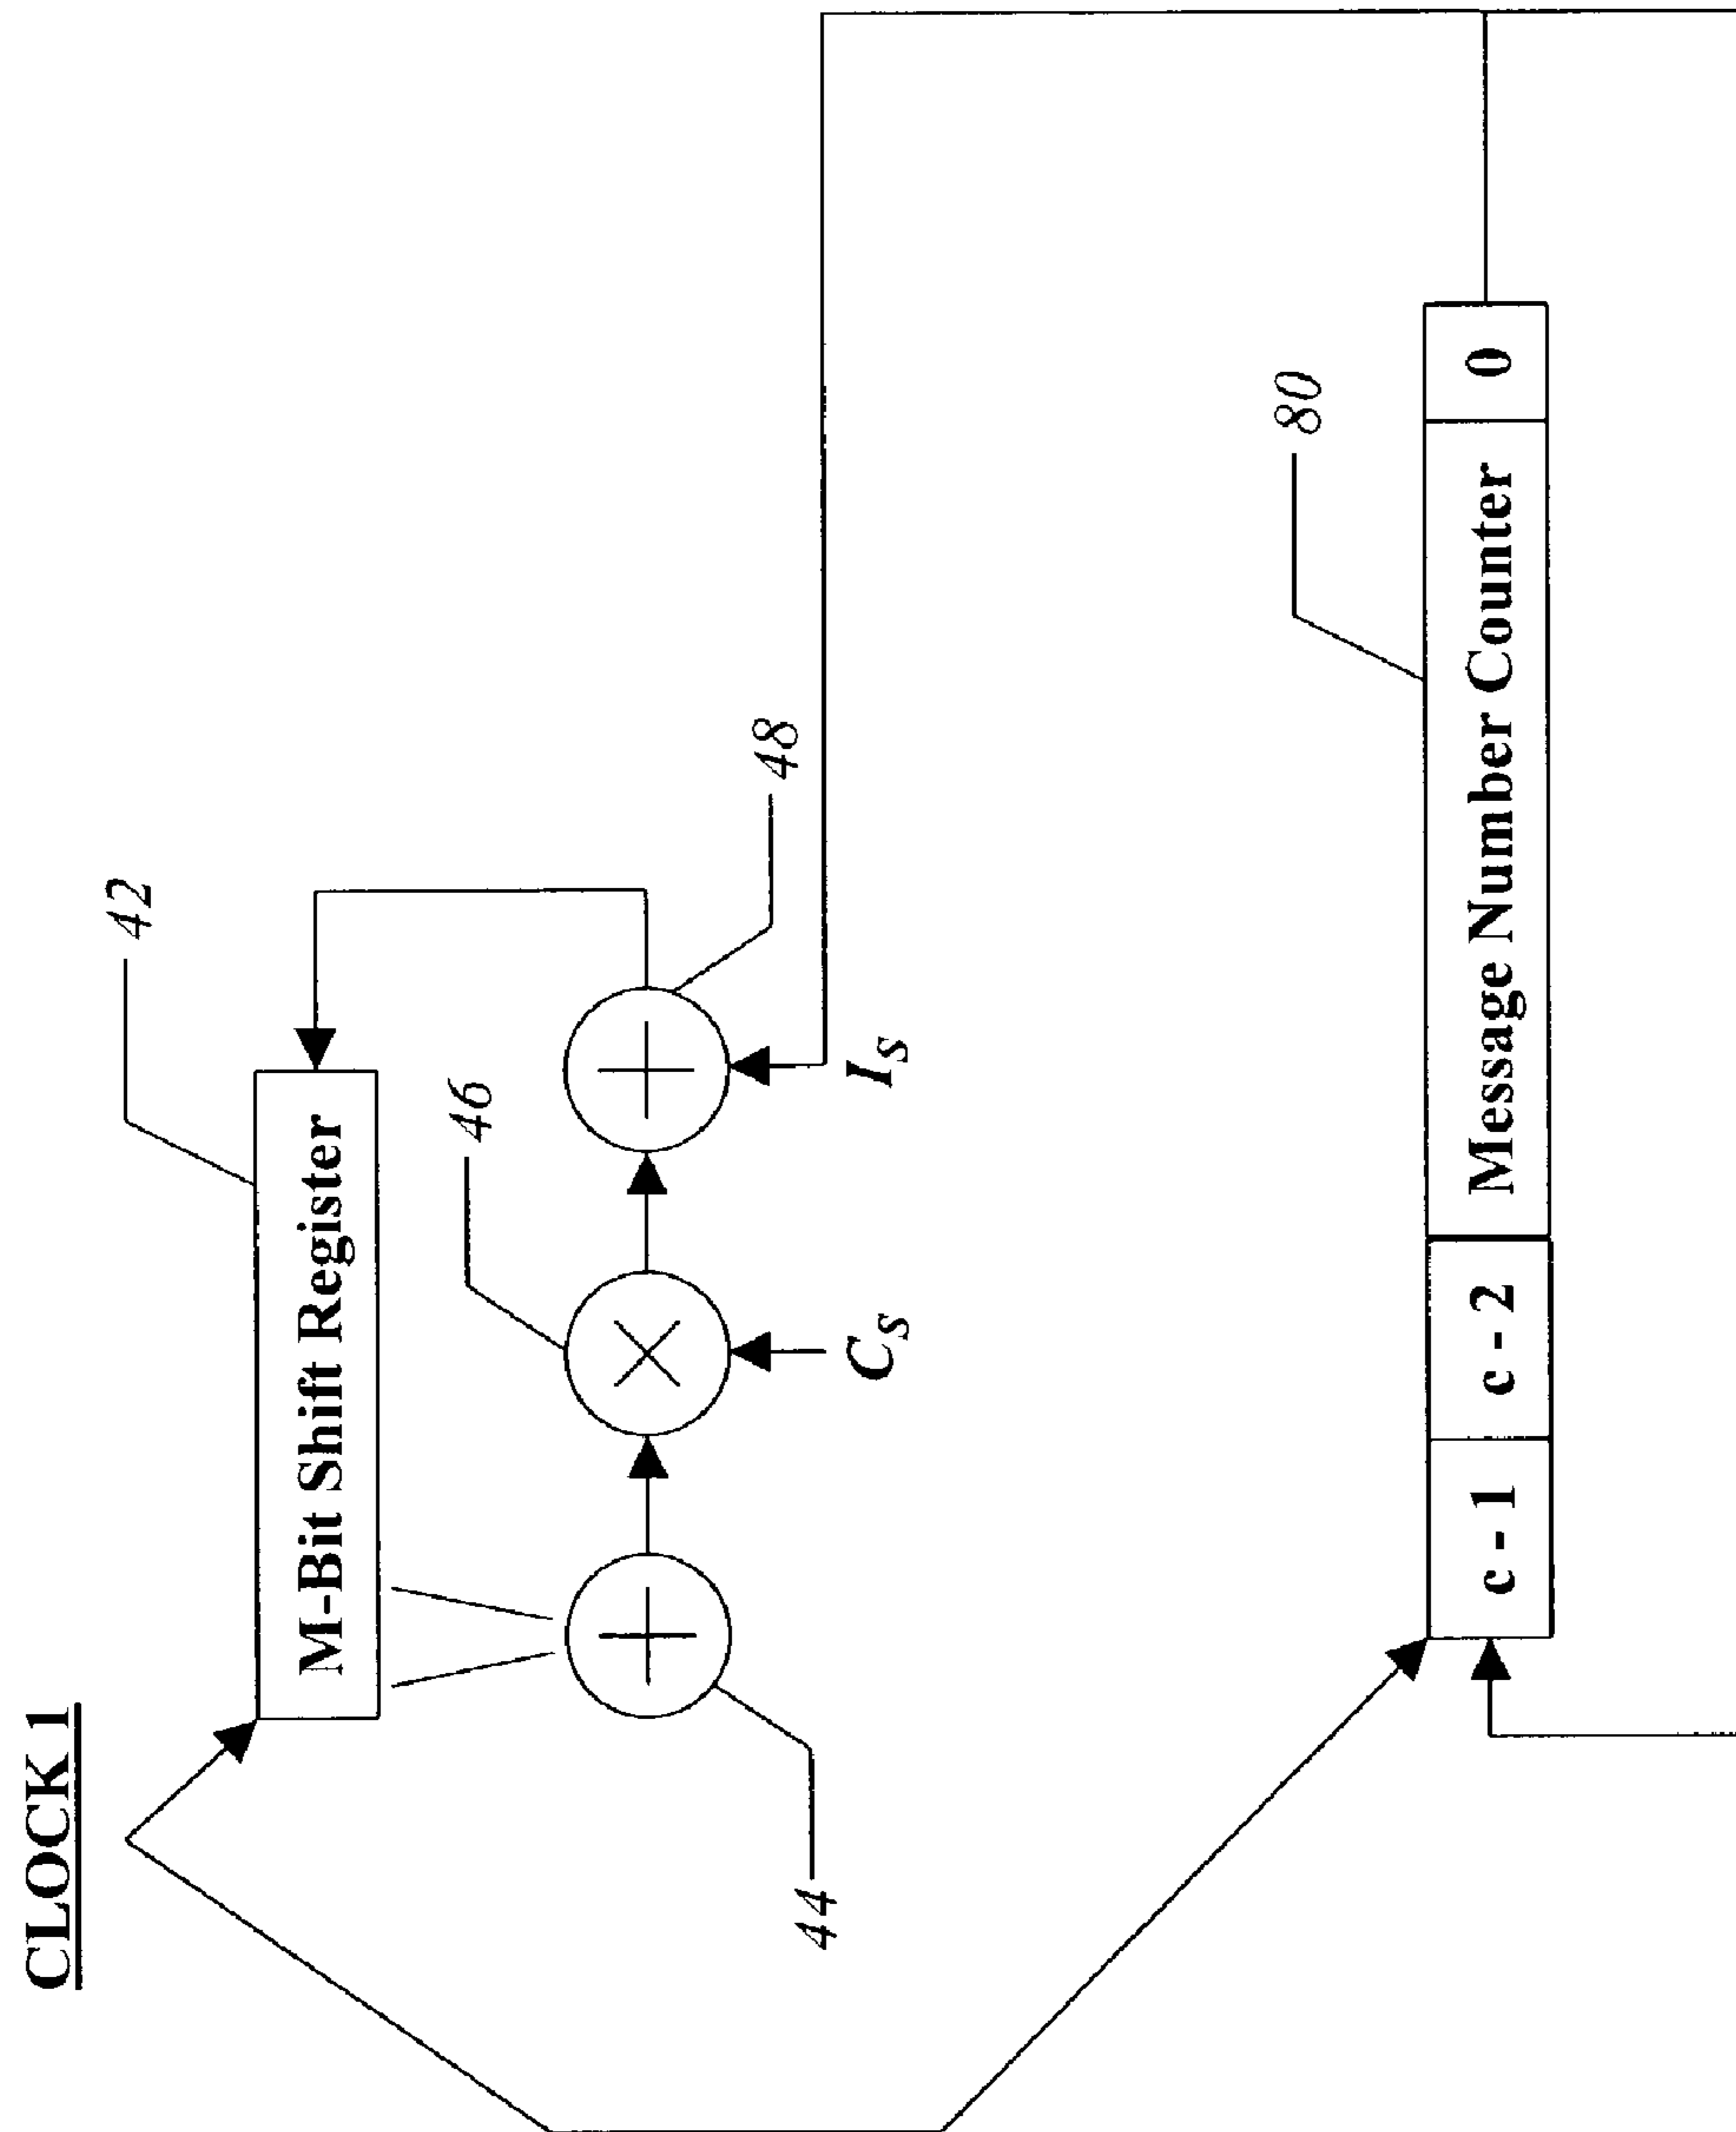 CLOCK 1
42
M-Bit Shift Register
46
48
44
C_S
I_S
80
c - 1
c - 2
Message Number Counter
0